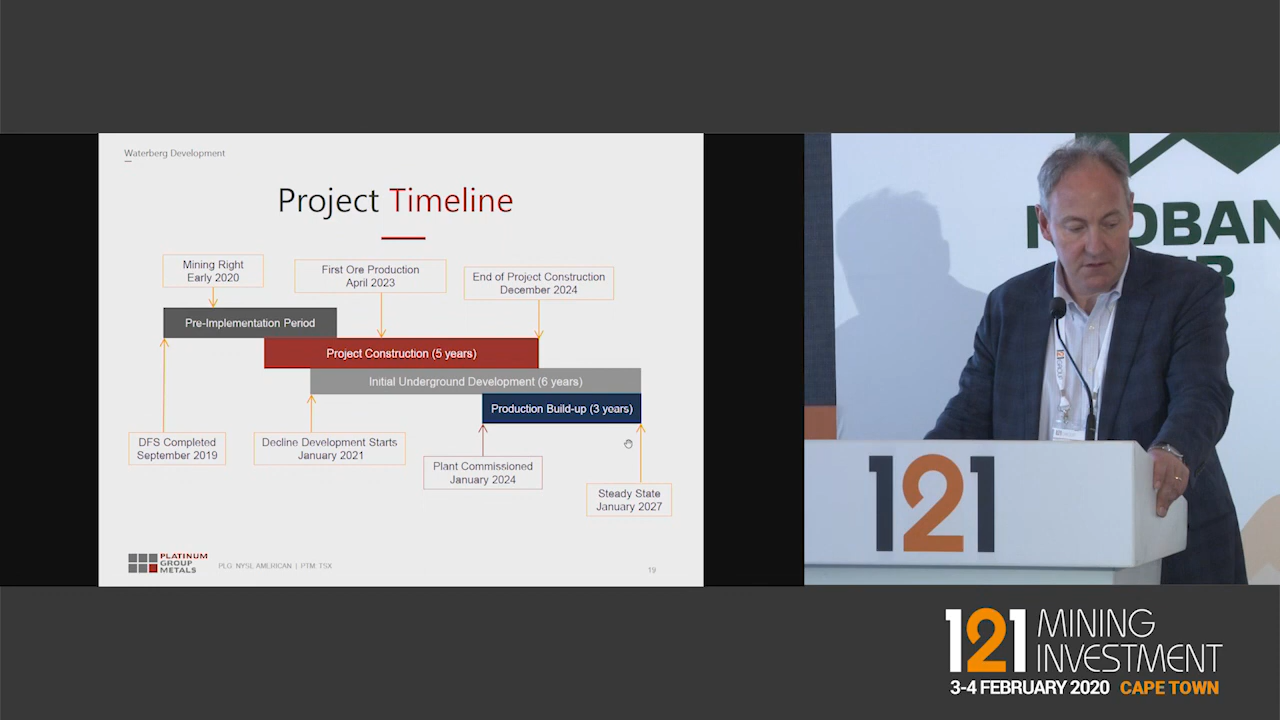 Waterberg Development
Project Timeline
Mining Right
Early 2020
First Ore Production
April 2023
End of Project Construction
December 2024
Pre-Implementation Period
Project Construction (5 years)
Initial Underground Development (6 years)
Production Build-up (3 years)
DFS Completed
September 2019
Decline Development Starts
January 2021
Plant Commissioned
January 2024
Steady State
January 2027
PLATINUM
GROUP
METALS
PLG: NYSE AMERICAN | PTM: TSX
19
121
121
MINING
INVESTMENT
3-4 FEBRUARY 2020 CAPE TOWN